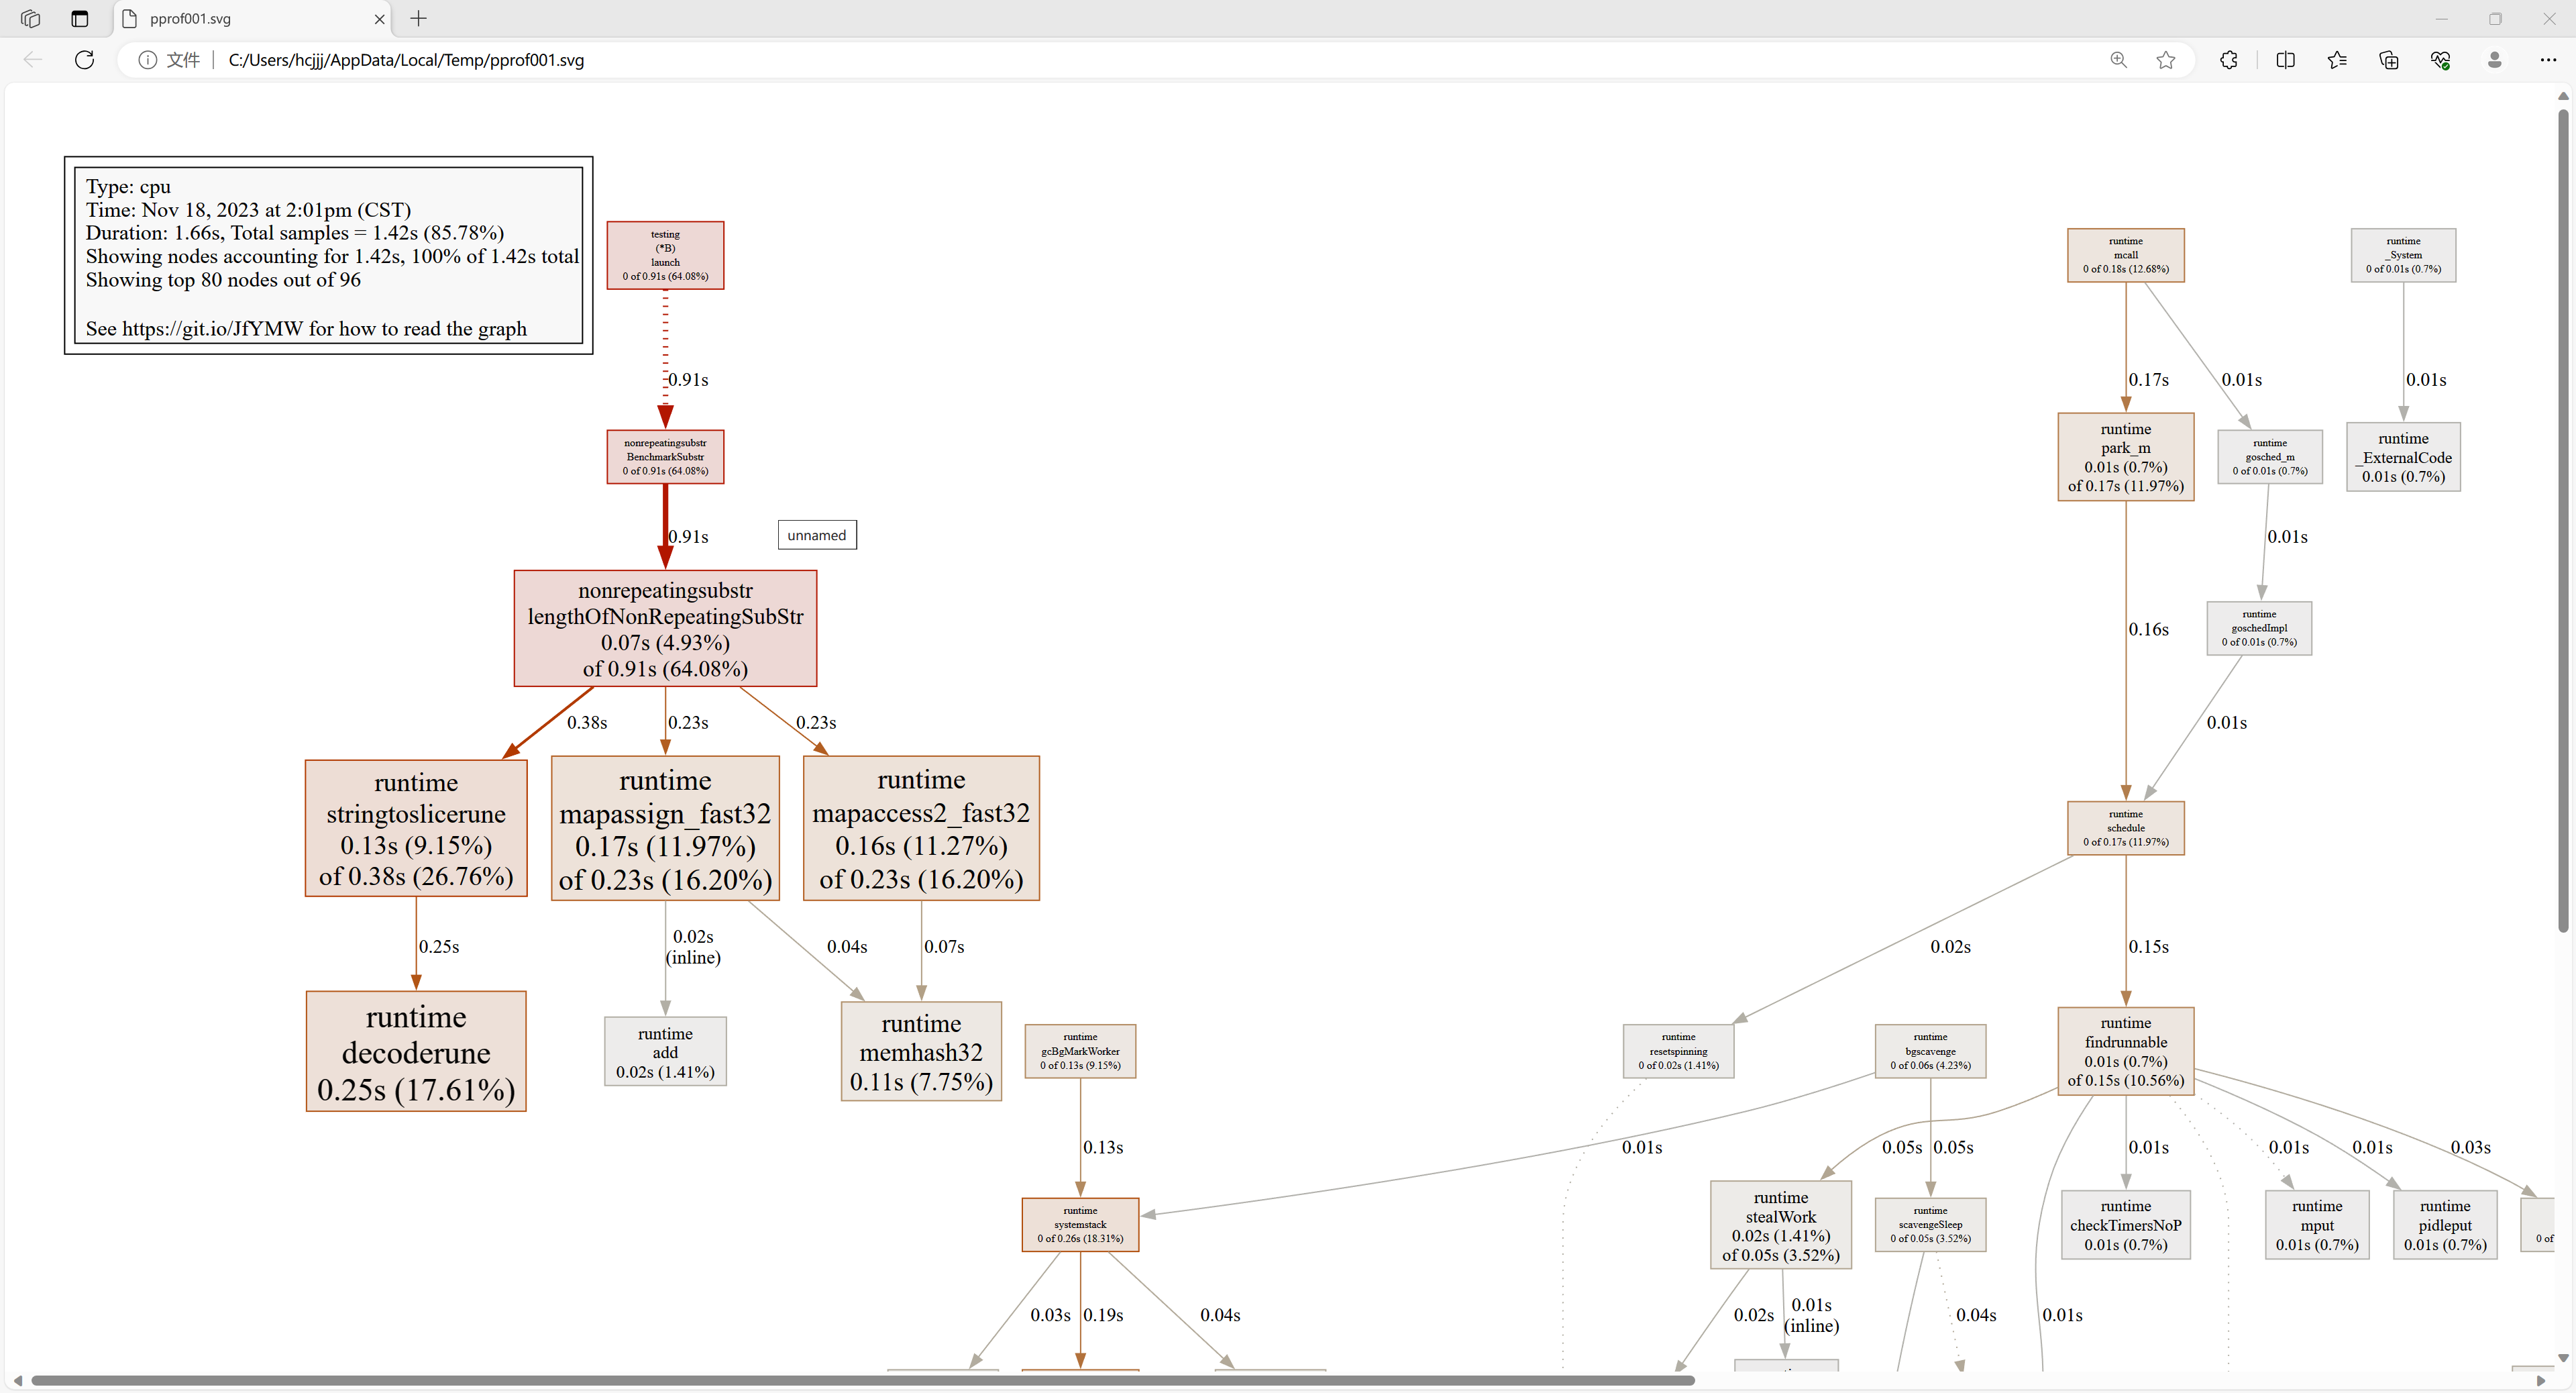 pprof001.svg
文件
C:/Users/hcjjj/AppData/Local/Temp/pprof001.svg
Type: cpu
Time: Nov 18, 2023 at 2:01pm (CST)
Duration: 1.66s, Total samples = 1.42s (85.78%)
Showing nodes accounting for 1.42s, 100% of 1.42s total
Showing top 80 nodes out of 96
See https://git.io/JfYMW for how to read the graph
testing
(*B)
launch
0 of 0.91s (64.08%)
0.91s
nonrepeatingsubstr
BenchmarkSubstr
0 of 0.91s (64.08%)
0.91s
unnamed
nonrepeatingsubstr
lengthOfNonRepeatingSubStr
0.07s (4.93%)
of 0.91s (64.08%)
0.38s
0.23s
0.23s
runtime
stringtoslicerune
0.13s (9.15%)
of 0.38s (26.76%)
runtime
mapassign_fast32
0.17s (11.97%)
of 0.23s (16.20%)
runtime
mapaccess2_fast32
0.16s (11.27%)
of 0.23s (16.20%)
0.25s
0.02s
(inline)
0.04s
0.07s
runtime
decoderune
0.25s (17.61%)
runtime
add
0.02s (1.41%)
runtime
memhash32
0.11s (7.75%)
runtime
gcBgMarkWorker
0 of 0.13s (9.15%)
0.13s
runtime
systemstack
0 of 0.26s (18.31%)
0.03s
0.19s
0.04s
runtime
mcall
0 of 0.18s (12.68%)
runtime
_System
0 of 0.01s (0.7%)
0.17s
0.01s
0.01s
runtime
park_m
0.01s (0.7%)
of 0.17s (11.97%)
runtime
gosched_m
0 of 0.01s (0.7%)
runtime
_ExternalCode
0.01s (0.7%)
0.01s
0.16s
runtime
goschedImpl
0 of 0.01s (0.7%)
0.01s
runtime
schedule
0 of 0.17s (11.97%)
0.02s
0.15s
runtime
resetspinning
0 of 0.02s (1.41%)
runtime
bgscavenge
0 of 0.06s (4.23%)
runtime
findrunnable
0.01s (0.7%)
of 0.15s (10.56%)
0.01s
0.05s
0.05s
0.01s
0.01s
0.01s
0.03s
runtime
stealWork
0.02s (1.41%)
of 0.05s (3.52%)
runtime
scavengeSleep
0 of 0.05s (3.52%)
runtime
checkTimersNoP
0.01s (0.7%)
runtime
mput
0.01s (0.7%)
runtime
pidleput
0.01s (0.7%)
0 of
0.02s
0.01s
(inline)
0.04s
0.01s